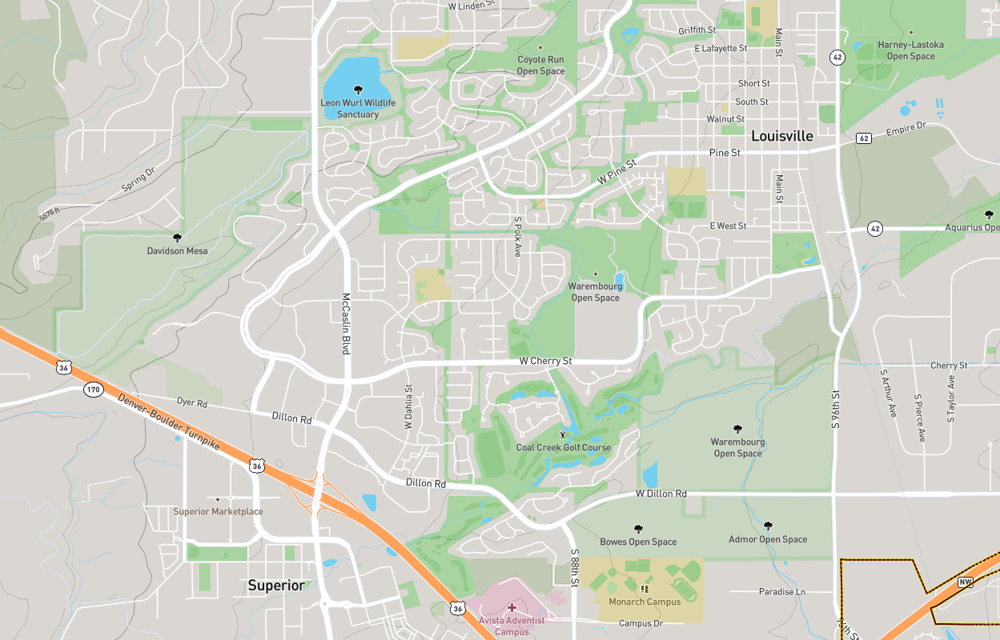 W Linden St
Griffith St
Main St
Harney-Lastoka
Open Space
E Lafayette St
42
Coyote Run
Open Space
Short St
Leon Wurl Wildlife
Sanctuary
South St
Walnut St
Empire Dr
62
Louisville
Pine St
W Pine St
Spring Dr
Main St
5578 ft
S Polk Ave
E West St
42
Aquarius Ope
Davidson Mesa
Warembourg
Open Space
McCaslin Blvd
W Cherry St
Cherry St
36
170
Denver-Boulder Turnpike
Dyer Rd
Dillon Rd
W Dahlia St
S 96th St
S Arthur Ave
S Pierce Ave
S Taylor Ave
Coal Creek Golf Course
Warembourg
Open Space
36
Dillon Rd
W Dillon Rd
Superior Marketplace
Bowes Open Space
Admor Open Space
S 88th St
Superior
NW
Paradise Ln
Monarch Campus
36
Avista Adventist
Campus
Campus Dr
96th St